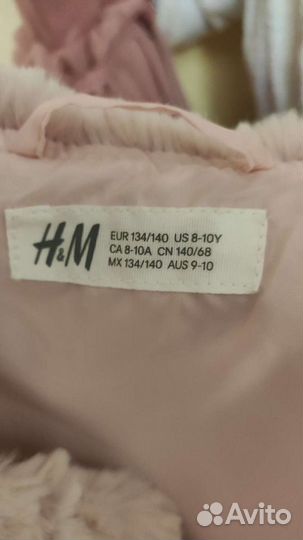 H&M
EUR 134/140 US 8-10Y
CA 8-10A CN 140/68
MX 134/140 AUS 9-10
Avito